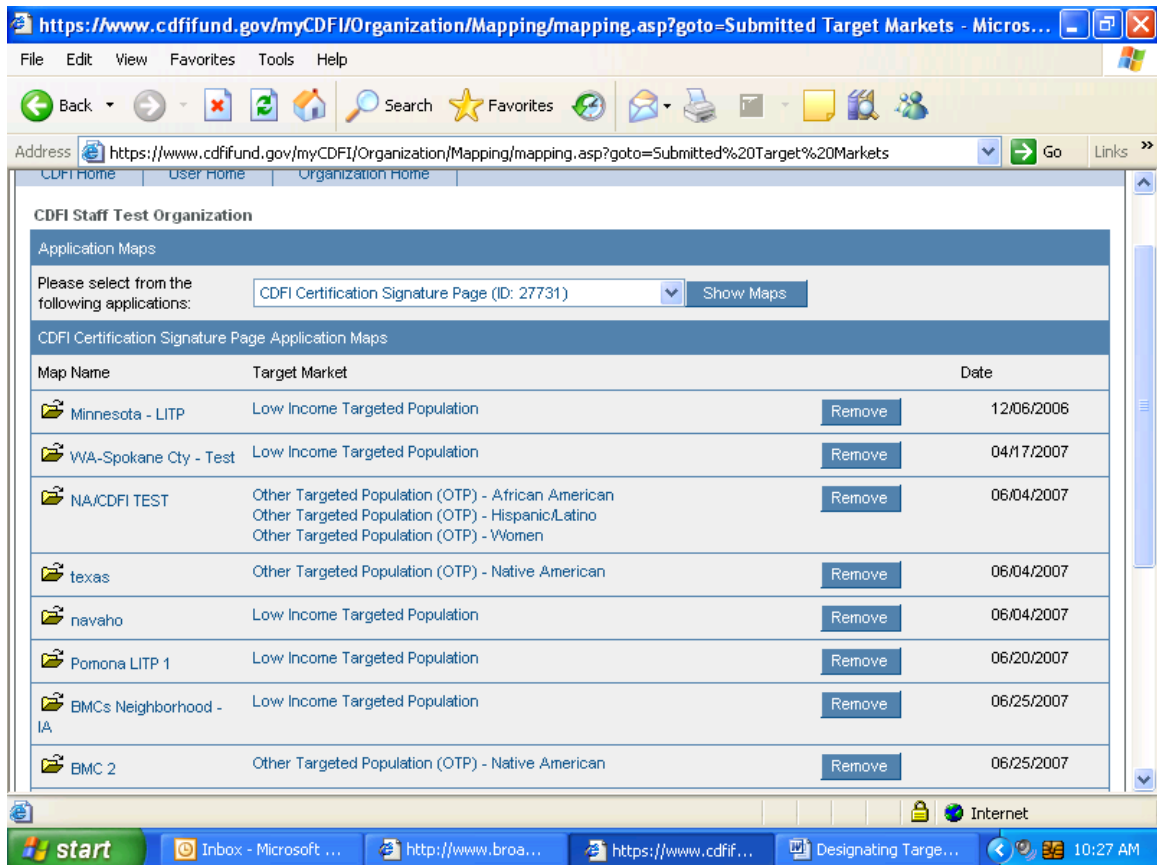 https://www.cdfifund.gov/myCDFI/Organization/Mapping/mapping.asp?goto=Submitted Target Markets - Micros...
File Edit View Favorites Tools Help
Back Search Favorites
Address https://www.cdfifund.gov/myCDFI/Organization/Mapping/mapping.asp?goto=Submitted%20Target%20Markets Go Links »
CDFI Home User Home Organization Home
CDFI Staff Test Organization
Application Maps
Please select from the
following applications: CDFI Certification Signature Page (ID: 27731) Show Maps
CDFI Certification Signature Page Application Maps
Map Name Target Market Date
Minnesota - LITP Low Income Targeted Population Remove 12/06/2006
WA-Spokane Cty - Test Low Income Targeted Population Remove 04/17/2007
NA/CDFI TEST Other Targeted Population (OTP) - African American Remove 06/04/2007
Other Targeted Population (OTP) - Hispanic/Latino
Other Targeted Population (OTP) - Women
texas Other Targeted Population (OTP) - Native American Remove 06/04/2007
navaho Low Income Targeted Population Remove 06/04/2007
Pomona LITP 1 Low Income Targeted Population Remove 06/20/2007
BMCs Neighborhood - Low Income Targeted Population Remove 06/25/2007
IA
BMC 2 Other Targeted Population (OTP) - Native American Remove 06/25/2007
Internet
start Inbox - Microsoft ... http://www.broa... https://www.cdfif... Designating Targe... 10:27 AM